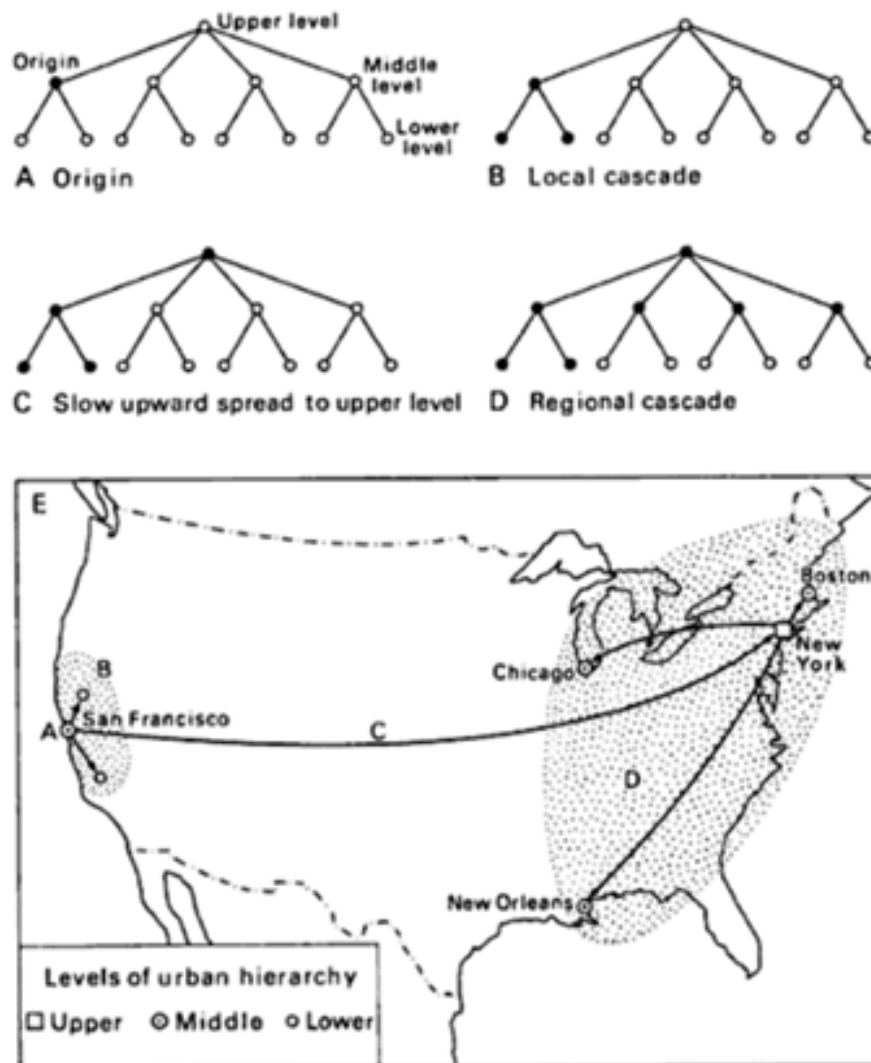 Upper level
Origin
Middle
level
Lower
level
A Origin
B Local cascade
C Slow upward spread to upper level
D Regional cascade
E
Boston
New
York
Chicago
B
San Francisco
A
C
D
New Orleans
Levels of urban hierarchy
Upper Middle Lower